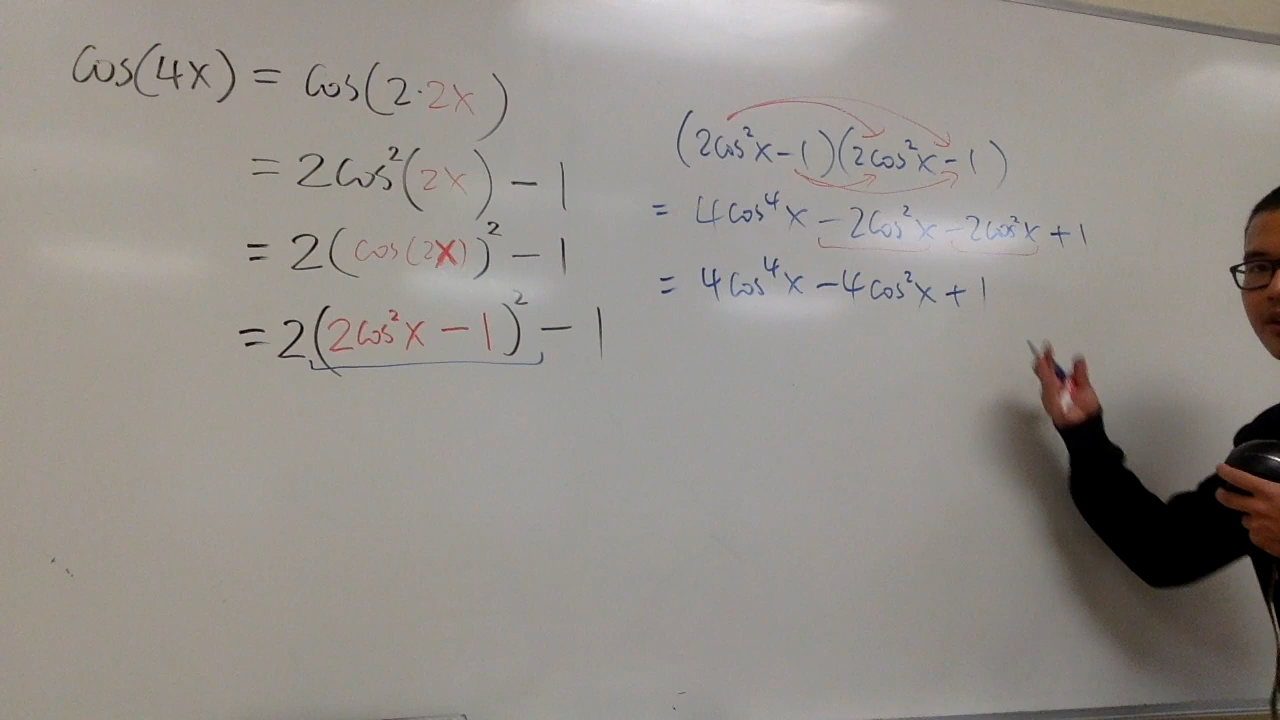 cos(4x) = cos(2·2x)
= 2cos²(2x) - 1
= 2(cos(2x))² - 1
= 2(2cos²x - 1)² - 1
(2cos²x - 1)(2cos²x - 1)
= 4cos⁴x - 2cos²x - 2cos²x + 1
= 4cos⁴x - 4cos²x + 1